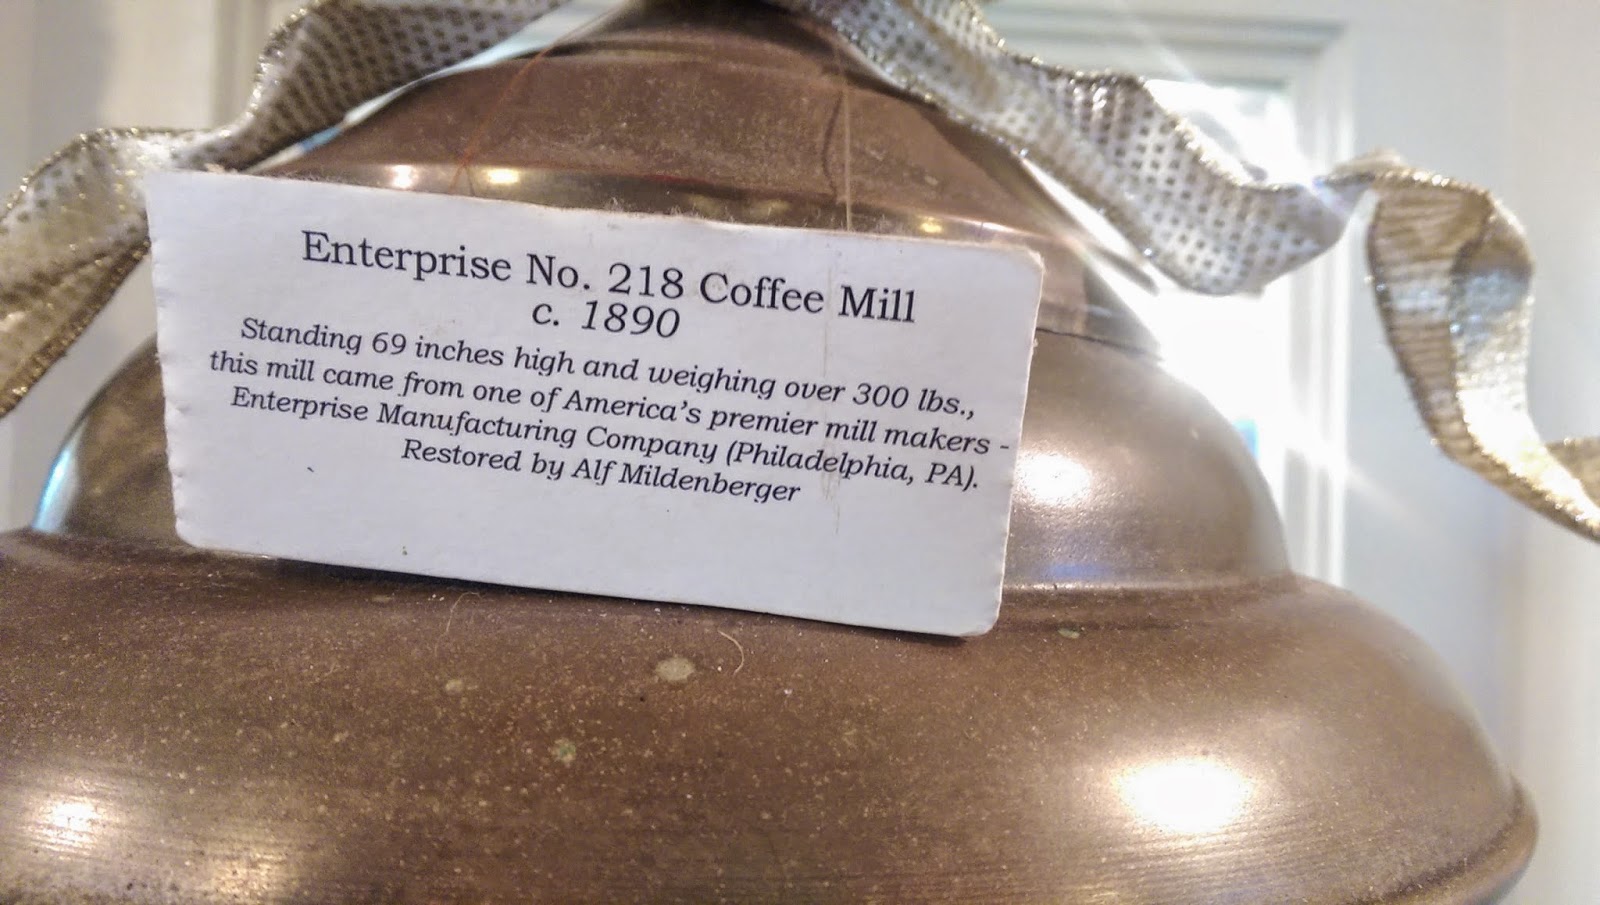 Enterprise No. 218 Coffee Mill
c. 1890
Standing 69 inches high and weighing over 300 lbs.,
this mill came from one of America's premier mill makers -
Enterprise Manufacturing Company (Philadelphia, PA).
Restored by Alf Mildenberger